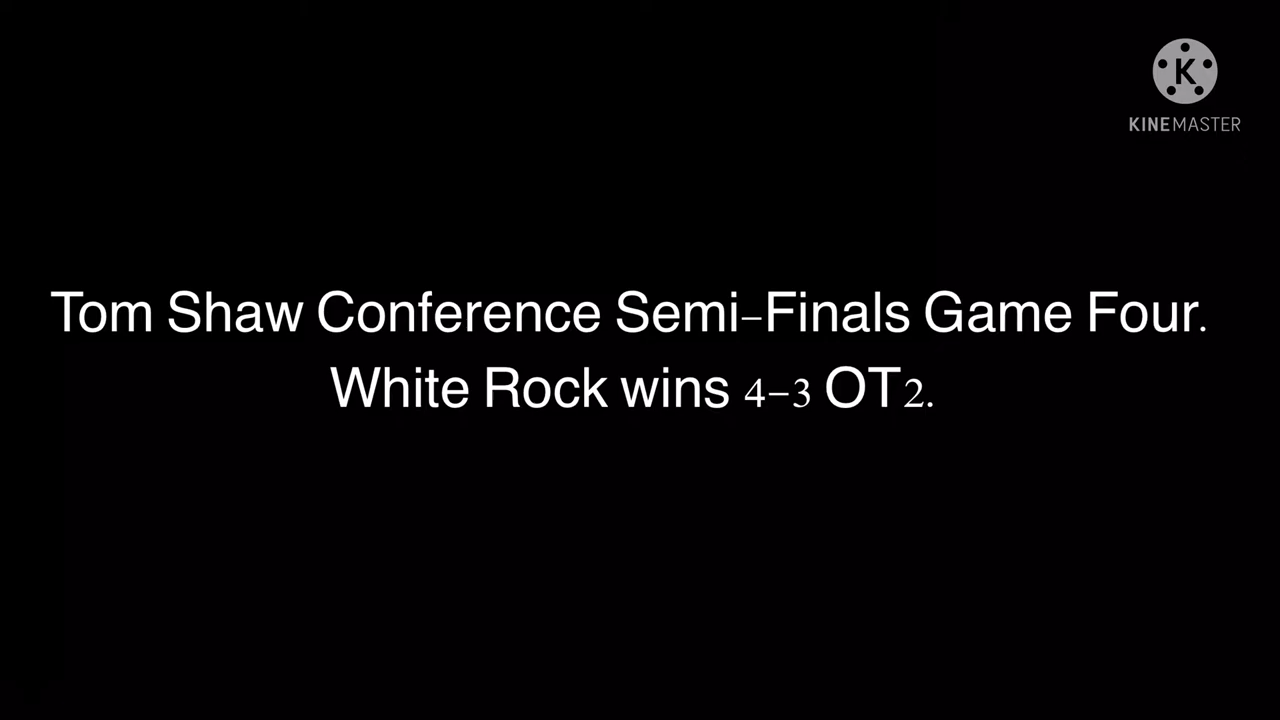 K
KINEMASTER
Tom Shaw Conference Semi-Finals Game Four.
White Rock wins 4-3 OT2.